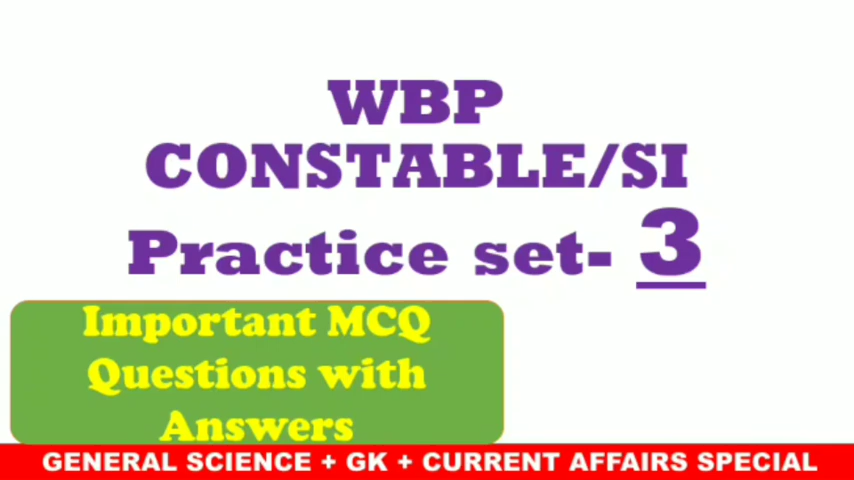 WBP
CONSTABLE/SI
Practice set- 3
Important MCQ
Questions with
Answers
GENERAL SCIENCE + GK + CURRENT AFFAIRS SPECIAL